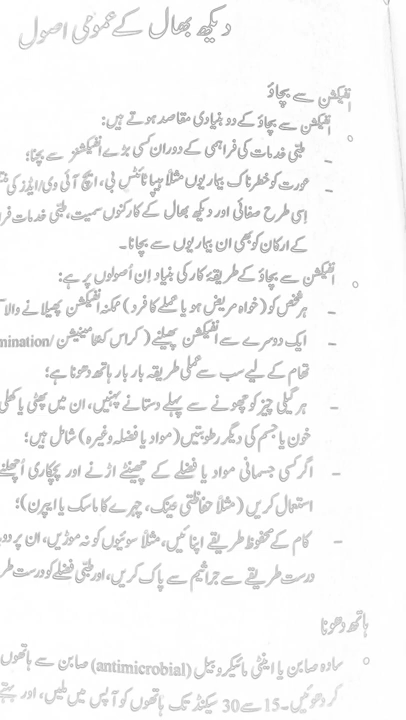 دیکھ بھال کے عمومی اصول
انفیکشن سے بچاؤ
انفیکشن سے بچاؤ کے دو بنیادی مقاصد ہوتے ہیں:
– طبی خدمات کی فراہمی کے دوران کسی بڑے انفیکشنز سے بچنا؛
– عورت کو خطرناک بیماریوں مثلاً ہیپاٹائٹس بی، ایچ آئی وی/ایڈز کی
اِسی طرح صفائی اور دیکھ بھال کے کارکنوں سمیت، طبی خدمات
کے ارکان کو بھی ان بیماریوں سے بچانا۔
انفیکشن سے بچاؤ کے طریقۂ کار کی بنیاد اِن اُصولوں پر ہے:
– ہر شخص کو (خواہ مریض ہو یا عملے کا فرد) ممکنہ انفیکشن پھیلانے والا
– ایک دوسرے سے انفیکشن پھیلنے (کراس کنٹامینیشن/mination
تھام کے لیے سب سے عملی طریقہ بار بار ہاتھ دھونا ہے؛
– ہر گیلی چیز کو چھونے سے پہلے دستانے پہنیں، ان میں پھٹی یا
خون یا جسم کی دیگر رطوبتیں (مواد یا فضلہ وغیرہ) شامل ہیں؛
– اگر کسی جسمانی مواد یا فضلے کے چھینٹے اڑنے اور پچکاری اُچھلنے
استعمال کریں (مثلاً حفاظتی عینک، چہرے کا ماسک یا ایپرن)؛
– کام کے محفوظ طریقے اپنائیں، مثلاً سوئیوں کو نہ موڑیں، ان پر
درست طریقے سے جراثیم سے پاک کریں، اور طبی فضلے کو درست
ہاتھ دھونا
سادہ صابن یا اینٹی مائیکروبیل (antimicrobial) صابن سے ہاتھوں
کر دھوئیں۔ 15 سے 30 سیکنڈ تک ہاتھوں کو آپس میں ملیں، اور